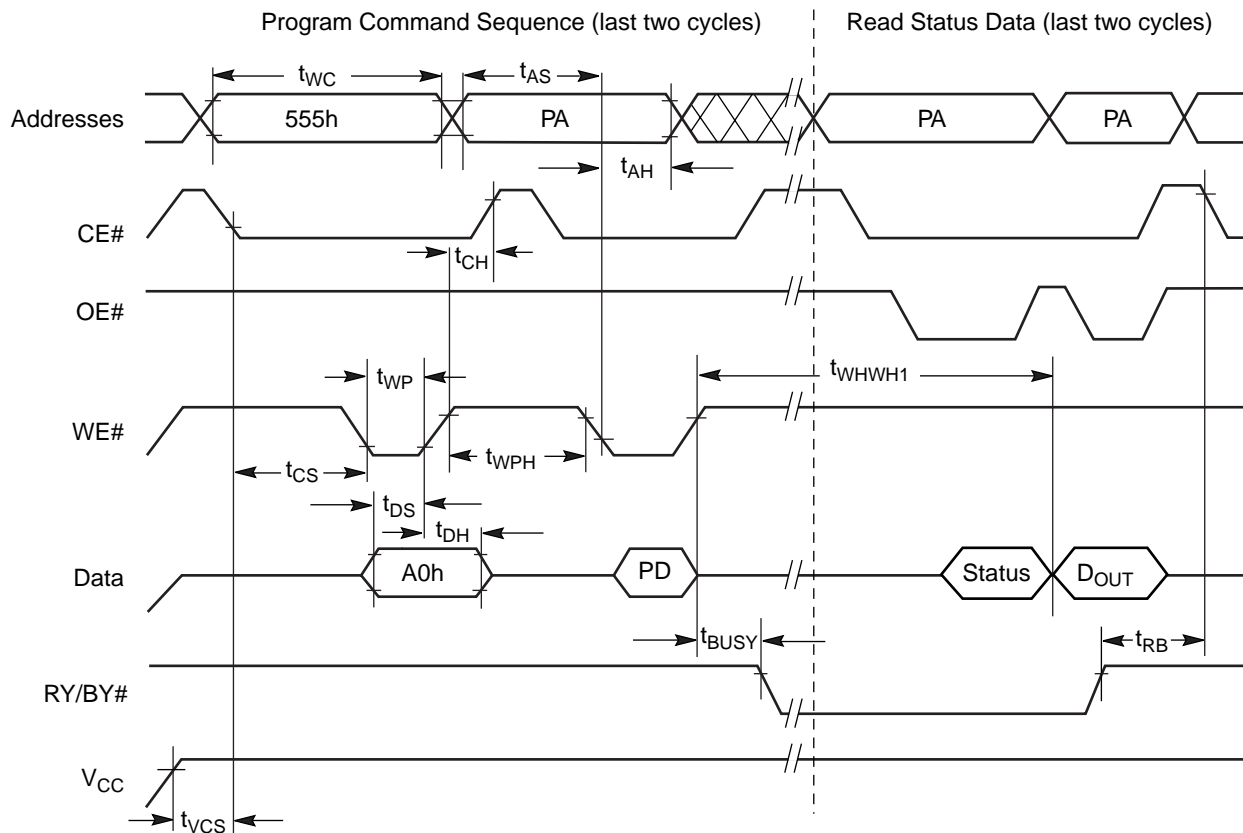 Program Command Sequence (last two cycles)
Read Status Data (last two cycles)
tWC
tAS
Addresses
555h
PA
PA
PA
tAH
CE#
tCH
OE#
tWP
tWHWH1
WE#
tCS
tWPH
tDS
tDH
Data
A0h
PD
Status
DOUT
tBUSY
tRB
RY/BY#
VCC
tVCS